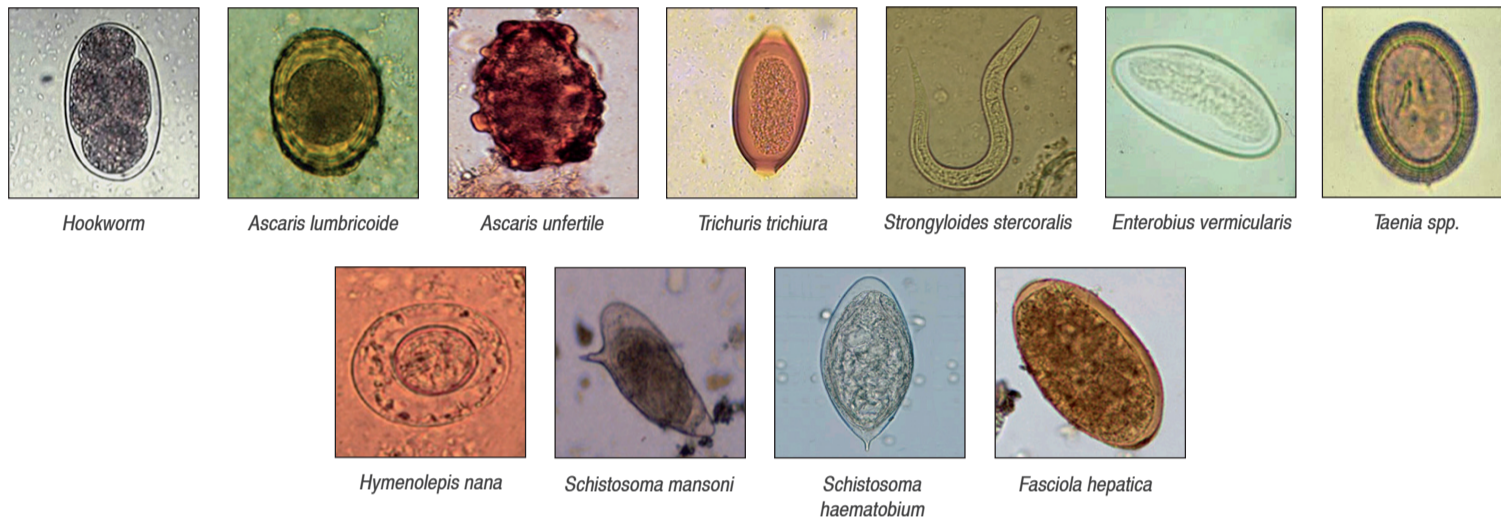 Hookworm
Ascaris lumbricoide
Ascaris unfertile
Trichuris trichiura
Strongyloides stercoralis
Enterobius vermicularis
Taenia spp.
Hymenolepis nana
Schistosoma mansoni
Schistosoma
haematobium
Fasciola hepatica